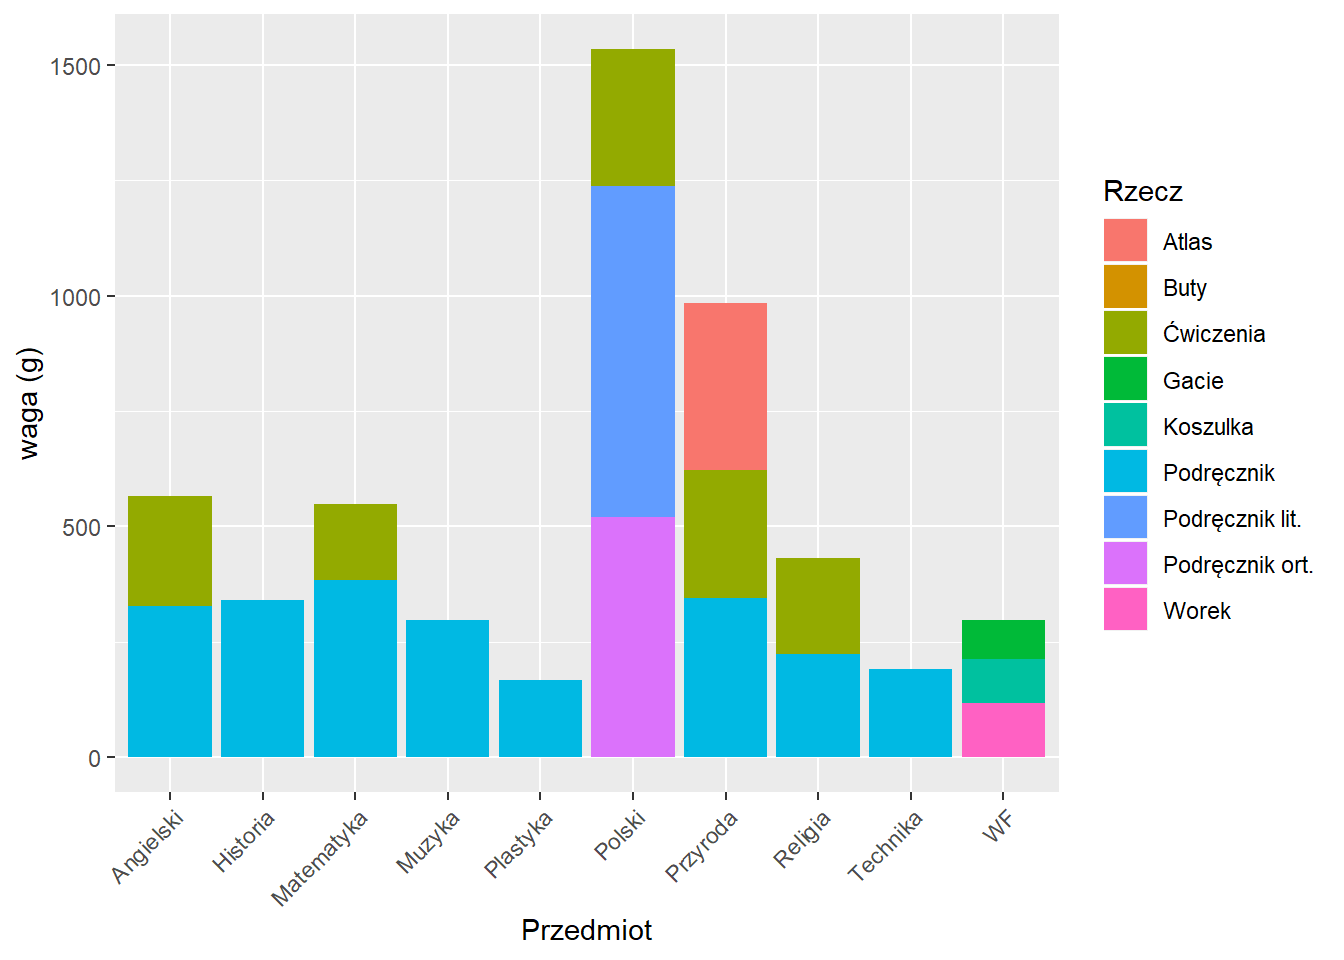 1500
1000
500
0
waga (g)
Angielski
Historia
Matematyka
Muzyka
Plastyka
Polski
Przyroda
Religia
Technika
WF
Przedmiot
Rzecz
Atlas
Buty
Ćwiczenia
Gacie
Koszulka
Podręcznik
Podręcznik lit.
Podręcznik ort.
Worek